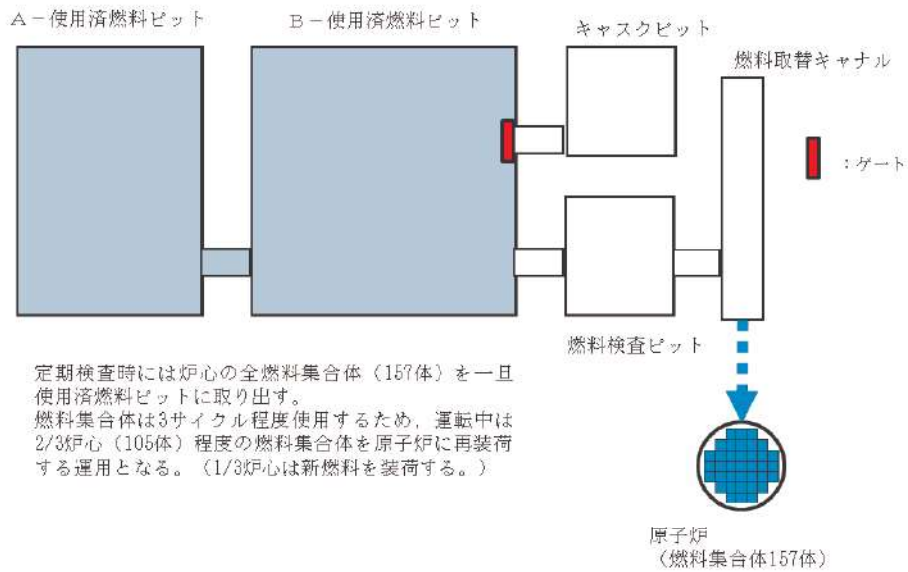 A－使用済燃料ピット
B－使用済燃料ピット
キャスクピット
燃料取替キャナル
：ゲート
燃料検査ピット
定期検査時には炉心の全燃料集合体（157体）を一旦
使用済燃料ピットに取り出す。
燃料集合体は3サイクル程度使用するため，運転中は
2/3炉心（105体）程度の燃料集合体を原子炉に再装荷
する運用となる。（1/3炉心は新燃料を装荷する。）
原子炉
（燃料集合体157体）